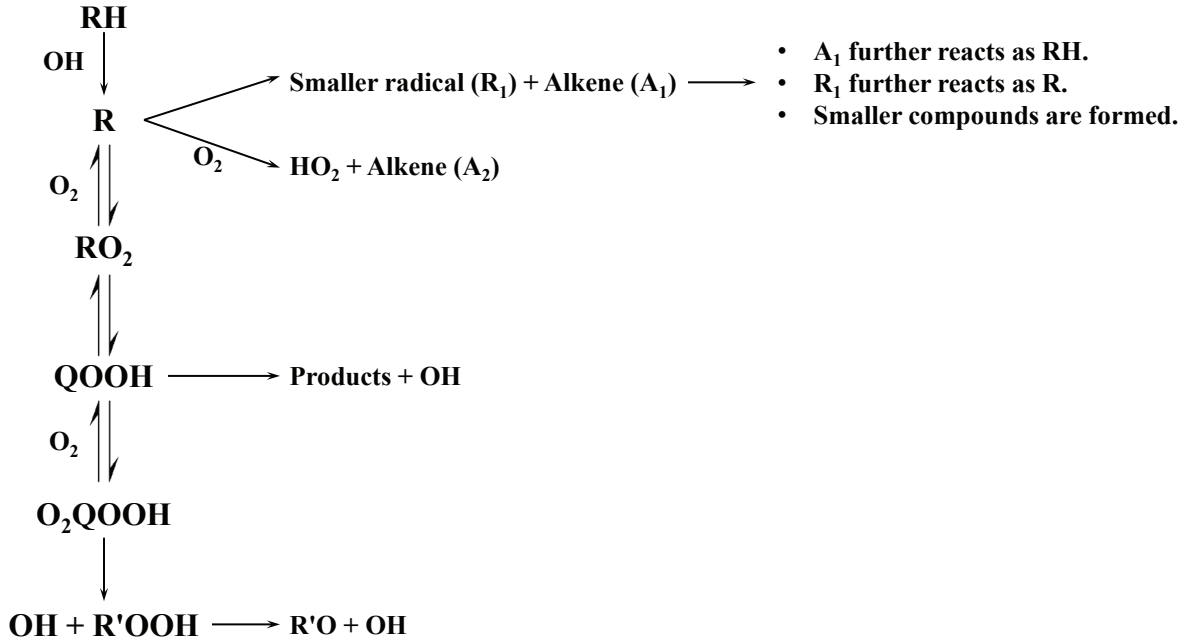 RH
OH
R
Smaller radical (R₁) + Alkene (A₁)
• A₁ further reacts as RH.
• R₁ further reacts as R.
• Smaller compounds are formed.
O₂
HO₂ + Alkene (A₂)
O₂
RO₂
QOOH
Products + OH
O₂
O₂QOOH
OH + R'OOH
R'O + OH